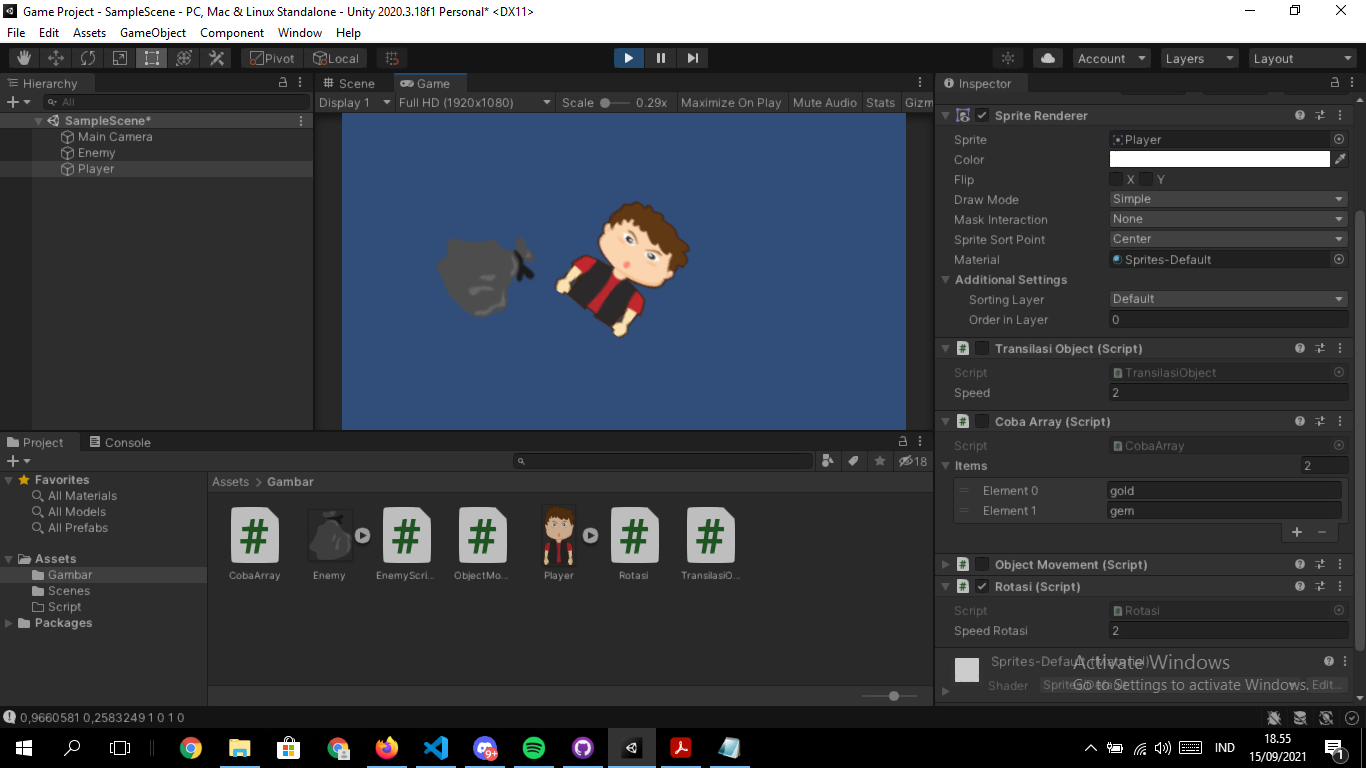 Game Project - SampleScene - PC, Mac & Linux Standalone - Unity 2020.3.18f1 Personal* <DX11>
File Edit Assets GameObject Component Window Help
Pivot Local Account Layers Layout
Hierarchy
All
SampleScene*
Main Camera
Enemy
Player
Scene Game
Display 1 Full HD (1920x1080) Scale 0.29x Maximize On Play Mute Audio Stats Gizm
Inspector
Sprite Renderer
Sprite Player
Color
Flip X Y
Draw Mode Simple
Mask Interaction None
Sprite Sort Point Center
Material Sprites-Default
Additional Settings
Sorting Layer Default
Order in Layer 0
# Transilasi Object (Script)
Script TransilasiObject
Speed 2
# Coba Array (Script)
Script CobaArray
Items 2
Element 0 gold
Element 1 gem
+ −
# Object Movement (Script)
# Rotasi (Script)
Script Rotasi
Speed Rotasi 2
Sprites-Default (Material)
Shader Sprites/Default Edit...
Activate Windows
Go to Settings to activate Windows.
Project Console
18
Favorites
All Materials
All Models
All Prefabs
Assets
Gambar
Scenes
Script
Packages
Assets > Gambar
# # # # #
CobaArray Enemy EnemyScri... ObjectMo... Player Rotasi TransilasiO...
0,9660581 0,2583249 1 0 1 0
9+
IND
18.55
15/09/2021
1